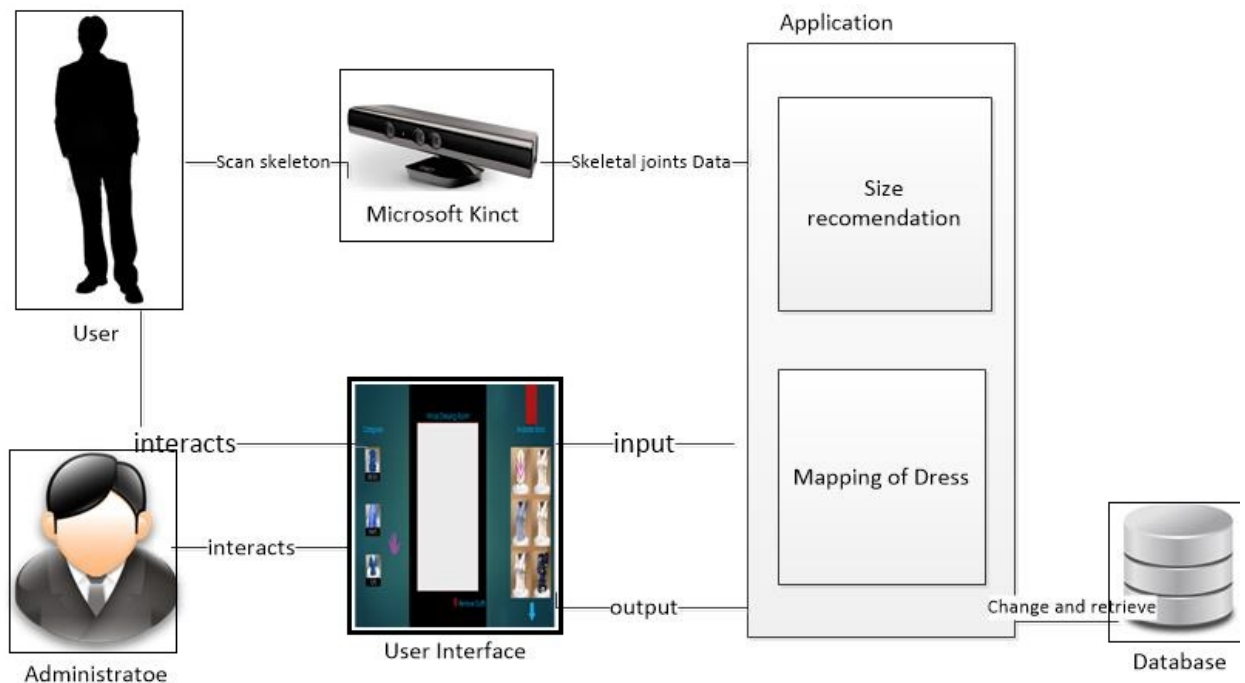 Application
Scan skeleton
Skeletal joints Data
Microsoft Kinct
Size
recomendation
User
interacts
input
Mapping of Dress
interacts
output
Change and retrieve
User Interface
Administratoe
Database